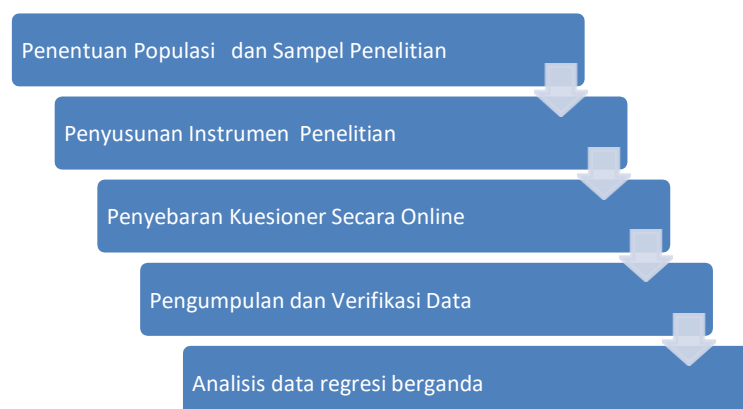 Penentuan Populasi dan Sampel Penelitian
Penyusunan Instrumen Penelitian
Penyebaran Kuesioner Secara Online
Pengumpulan dan Verifikasi Data
Analisis data regresi berganda